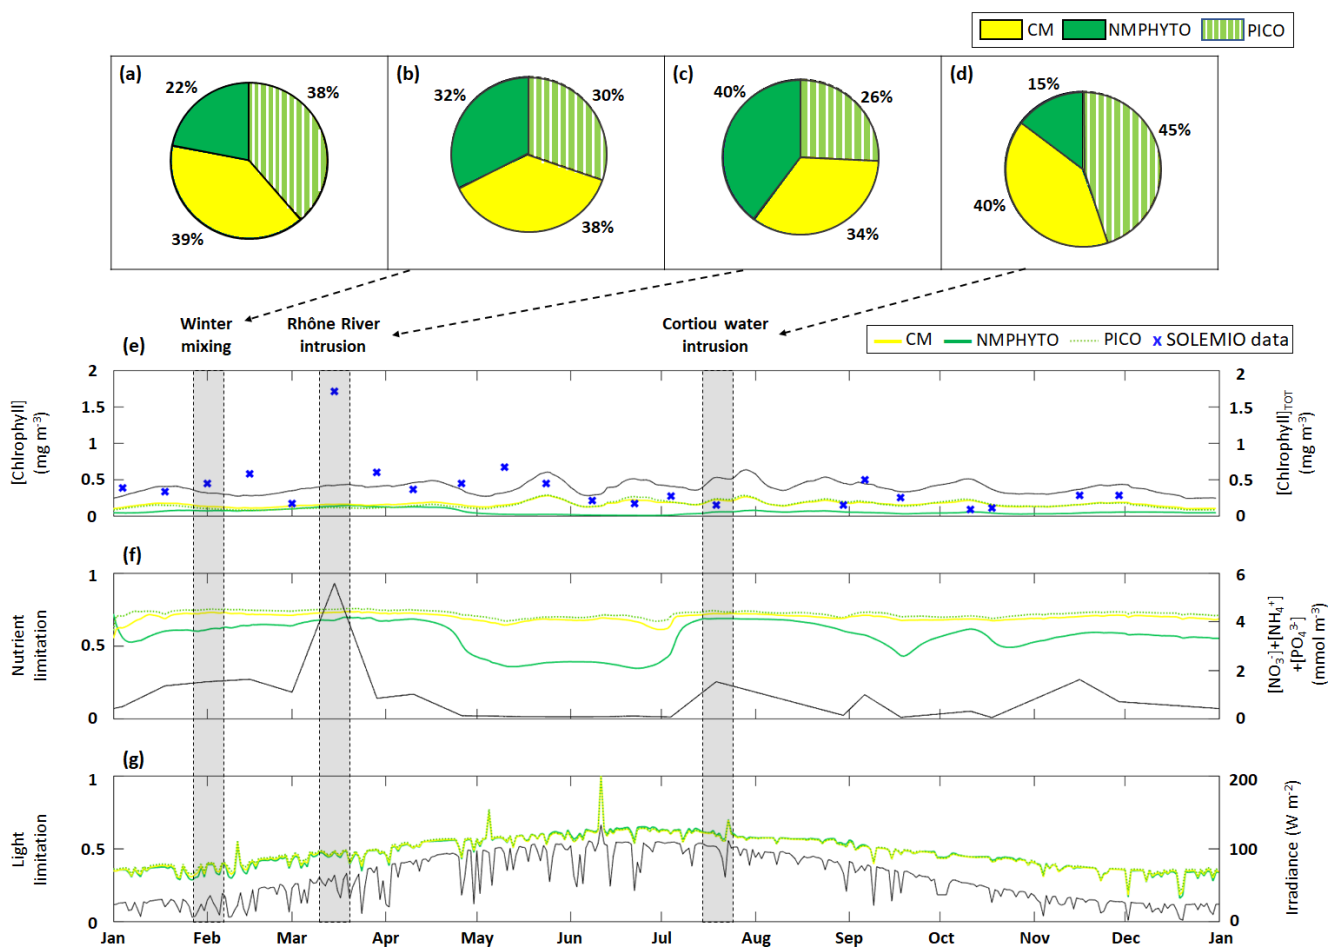 CM NMPHYTO PICO
(a) (b) (c) (d)
22% 38% 32% 30% 40% 26% 15% 45%
39% 38% 34% 40%
Winter mixing
Rhône River intrusion
Cortiou water intrusion
(e)
CM NMPHYTO PICO x SOLEMIO data
[Chlrophyll] (mg m-3)
2
1.5
1
0.5
0
2
1.5
1
0.5
0
[Chlrophyll]TOT (mg m-3)
(f)
Nutrient limitation
1
0.5
0
6
4
2
0
[NO3-]+[NH4+] +[PO43-] (mmol m-3)
(g)
Light limitation
1
0.5
0
200
100
0
Irradiance (W m-2)
Jan Feb Mar Apr May Jun Jul Aug Sep Oct Nov Dec Jan